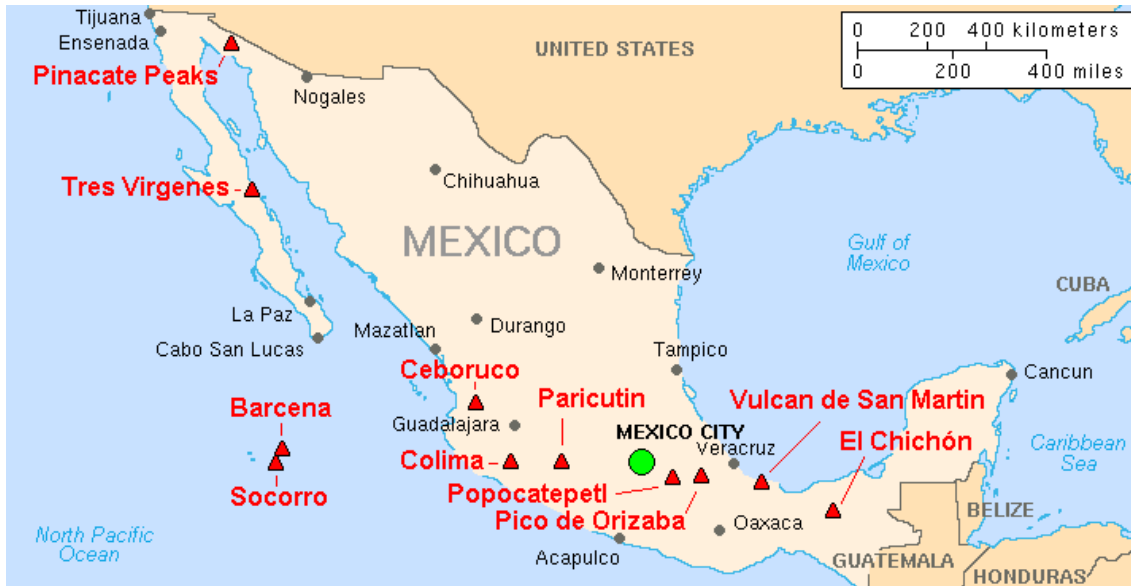 Tijuana
Ensenada
Pinacate Peaks
Nogales
UNITED STATES
0 200 400 kilometers
0 200 400 miles
Chihuahua
Tres Virgenes
MEXICO
Gulf of
Mexico
Monterrey
CUBA
La Paz
Cabo San Lucas
Mazatlan
Durango
Tampico
Cancun
Ceboruco
Barcena
Guadalajara
Paricutin
Vulcan de San Martin
MEXICO CITY
Veracruz
El Chichón
Caribbean
Sea
Colima
Socorro
Popocatepetl
Pico de Orizaba
Oaxaca
BELIZE
North Pacific
Ocean
Acapulco
GUATEMALA
HONDURAS